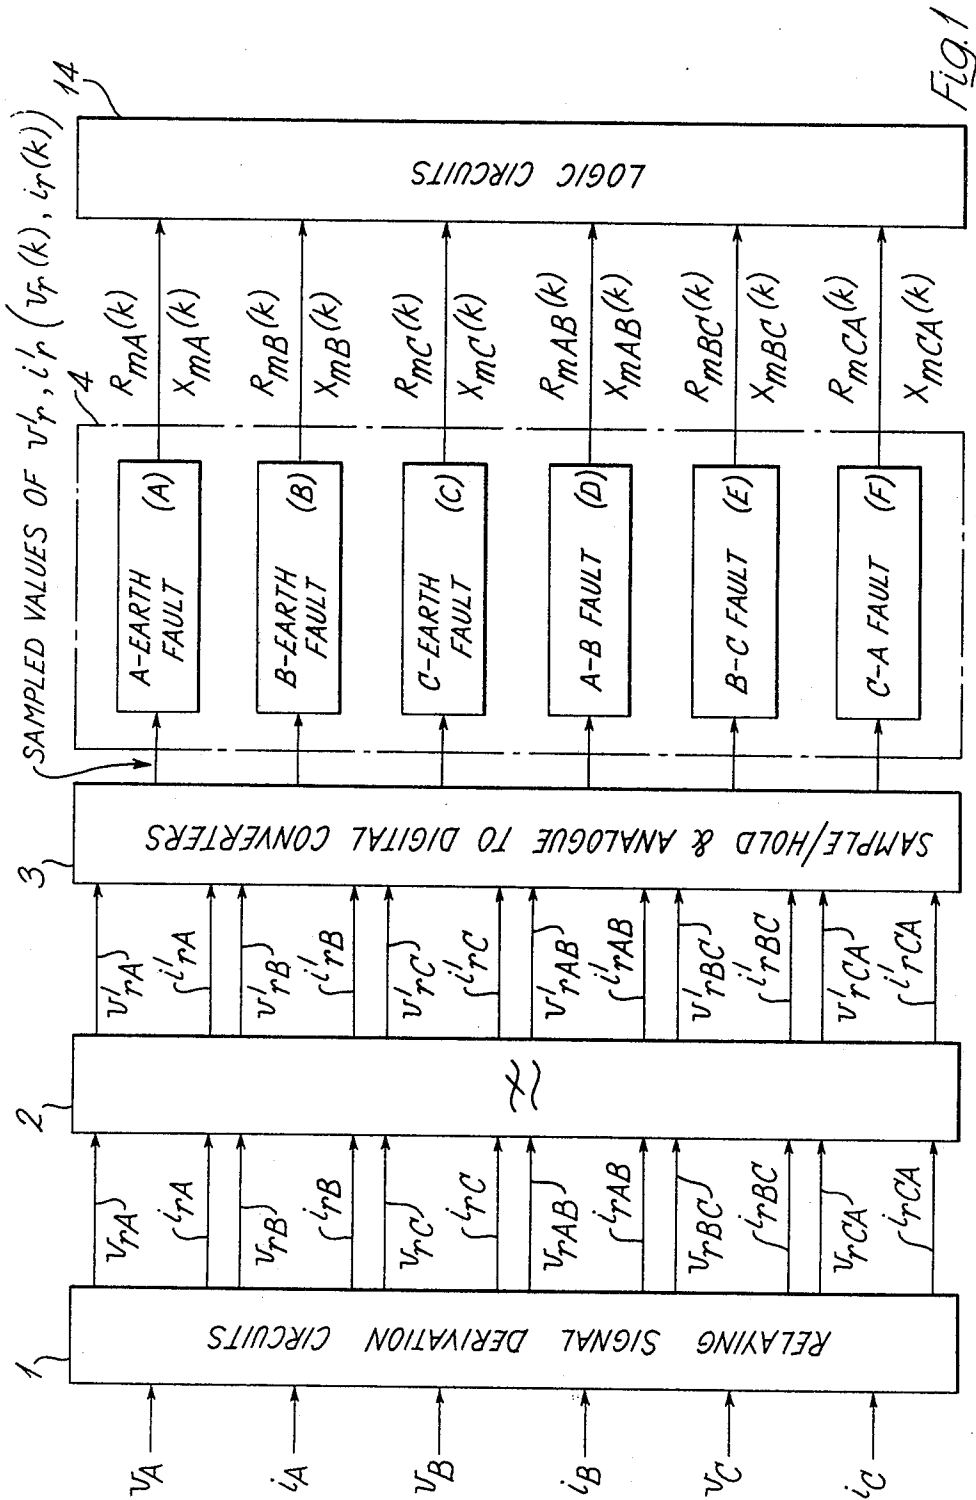 SAMPLED VALUES OF v'r, i'r (vr(k), ir(k))
1
2
3
4
14
vA
iA
vB
iB
vC
iC
RELAYING SIGNAL DERIVATION CIRCUITS
vrA
irA
vrB
irB
vrC
irC
vrAB
irAB
vrBC
irBC
vrCA
irCA
≈
v'rA
i'rA
v'rB
i'rB
v'rC
i'rC
v'rAB
i'rAB
v'rBC
i'rBC
v'rCA
i'rCA
SAMPLE/HOLD & ANALOGUE TO DIGITAL CONVERTERS
A-EARTH
FAULT (A)
B-EARTH
FAULT (B)
C-EARTH
FAULT (C)
A-B FAULT (D)
B-C FAULT (E)
C-A FAULT (F)
RmA(k)
XmA(k)
RmB(k)
XmB(k)
RmC(k)
XmC(k)
RmAB(k)
XmAB(k)
RmBC(k)
XmBC(k)
RmCA(k)
XmCA(k)
LOGIC CIRCUITS
Fig.1